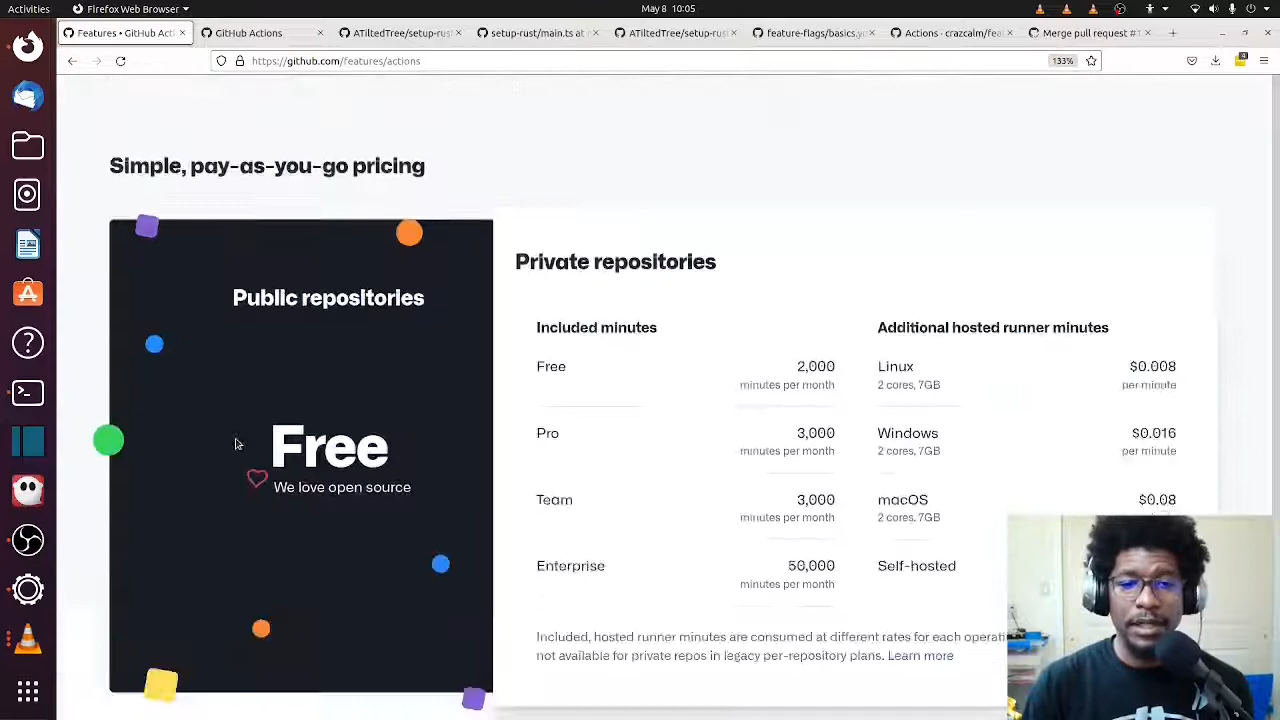 Activities
Firefox Web Browser
May 8 10:05
Features • GitHub Acti
GitHub Actions
ATiltedTree/setup-rust
setup-rust/main.ts at
ATiltedTree/setup-rust
feature-flags/basics.yo
Actions · crazcalm/fea
Merge pull request #1
https://github.com/features/actions
133%
Simple, pay-as-you-go pricing
Public repositories
Free
We love open source
Private repositories
Included minutes
Free 2,000
minutes per month
Pro 3,000
minutes per month
Team 3,000
minutes per month
Enterprise 50,000
minutes per month
Additional hosted runner minutes
Linux $0.008
2 cores, 7GB per minute
Windows $0.016
2 cores, 7GB per minute
macOS $0.08
2 cores, 7GB
Self-hosted
Included, hosted runner minutes are consumed at different rates for each operati
not available for private repos in legacy per-repository plans. Learn more